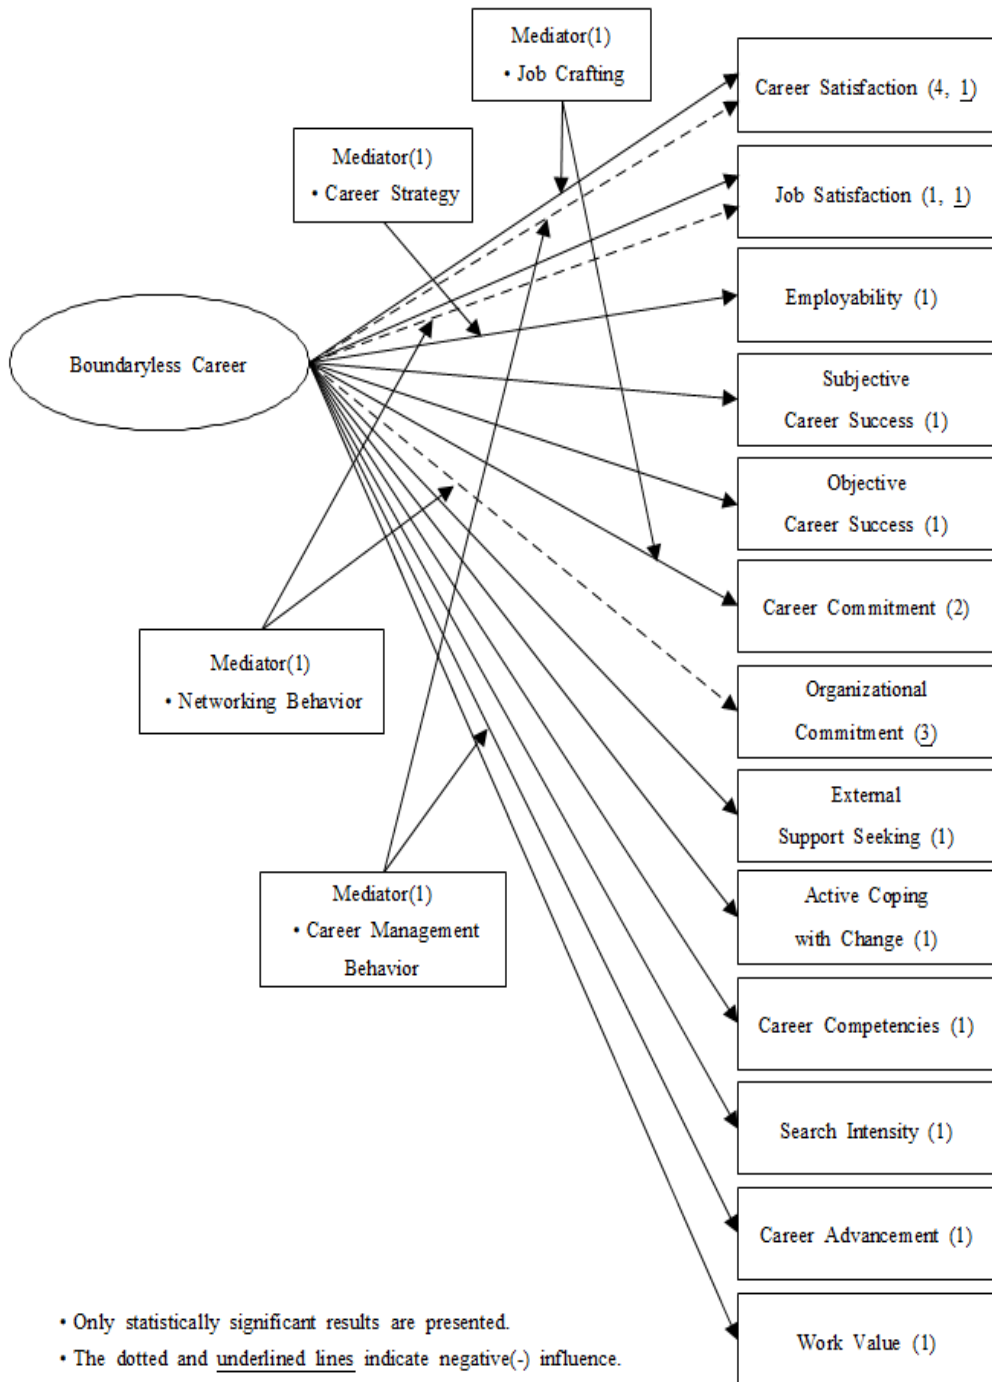 Mediator(1)
• Job Crafting
Career Satisfaction (4, 1)
Mediator(1)
• Career Strategy
Job Satisfaction (1, 1)
Employability (1)
Boundaryless Career
Subjective
Career Success (1)
Objective
Career Success (1)
Career Commitment (2)
Mediator(1)
• Networking Behavior
Organizational
Commitment (3)
External
Support Seeking (1)
Mediator(1)
• Career Management
Behavior
Active Coping
with Change (1)
Career Competencies (1)
Search Intensity (1)
Career Advancement (1)
Work Value (1)
• Only statistically significant results are presented.
• The dotted and underlined lines indicate negative(-) influence.